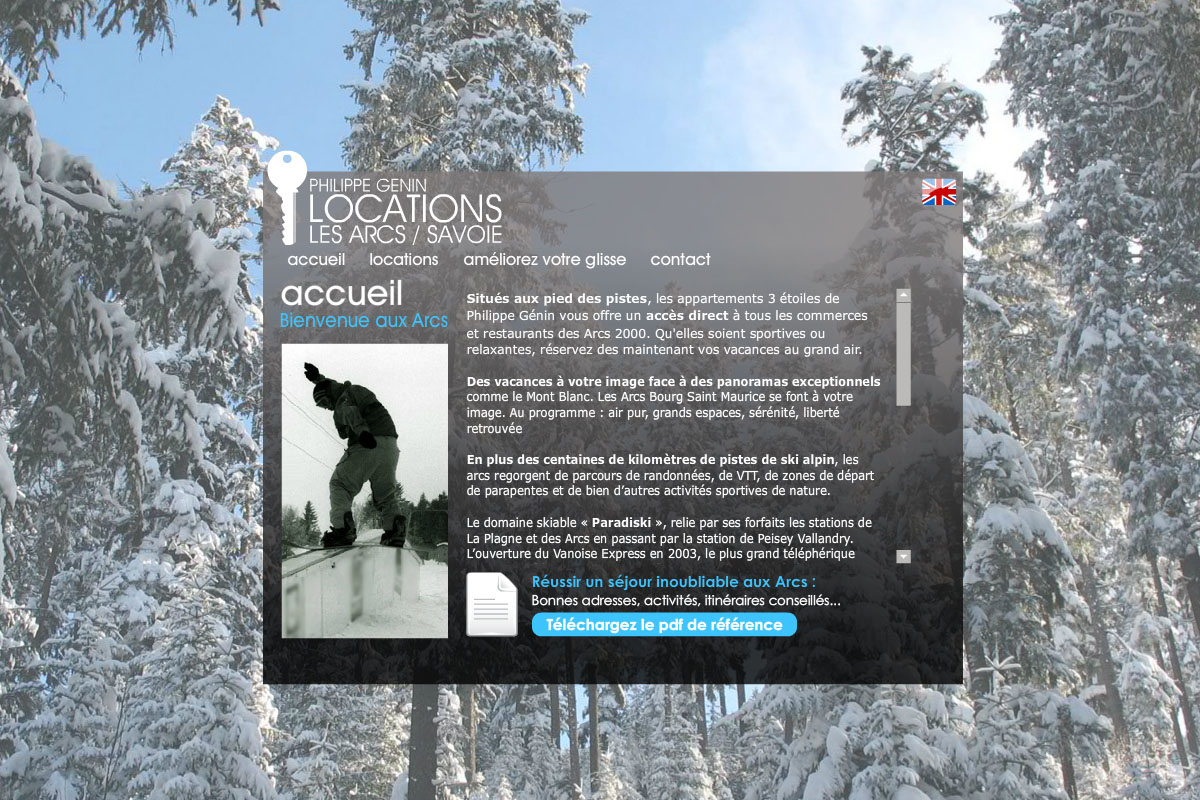 PHILIPPE GENIN
LOCATIONS
LES ARCS / SAVOIE
accueil locations améliorez votre glisse contact
accueil
Bienvenue aux Arcs
Situés aux pied des pistes, les appartements 3 étoiles de
Philippe Génin vous offre un accès direct à tous les commerces
et restaurants des Arcs 2000. Qu'elles soient sportives ou
relaxantes, réservez des maintenant vos vacances au grand air.
Des vacances à votre image face à des panoramas exceptionnels
comme le Mont Blanc. Les Arcs Bourg Saint Maurice se font à votre
image. Au programme : air pur, grands espaces, sérénité, liberté
retrouvée
En plus des centaines de kilomètres de pistes de ski alpin, les
arcs regorgent de parcours de randonnées, de VTT, de zones de départ
de parapentes et de bien d’autres activités sportives de nature.
Le domaine skiable « Paradiski », relie par ses forfaits les stations de
La Plagne et des Arcs en passant par la station de Peisey Vallandry.
L’ouverture du Vanoise Express en 2003, le plus grand téléphérique
Réussir un séjour inoubliable aux Arcs :
Bonnes adresses, activités, itinéraires conseillés...
Téléchargez le pdf de référence